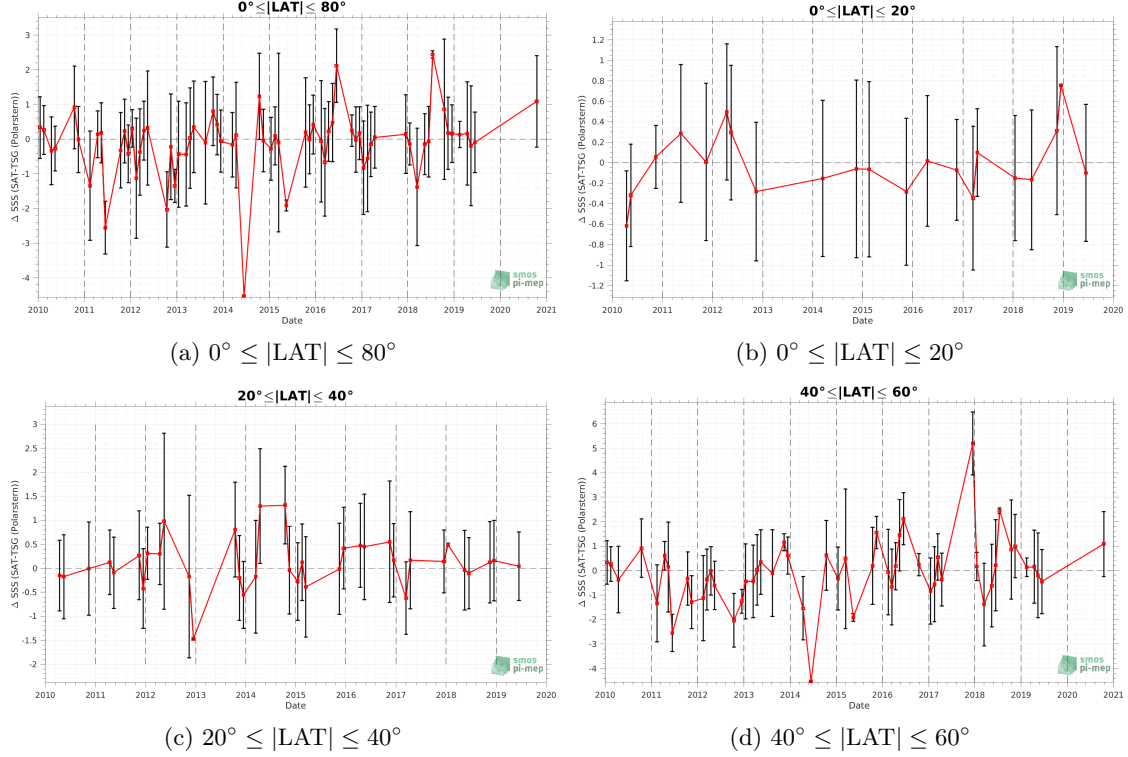 0°≤|LAT|≤ 80°
Δ SSS (SAT-TSG (Polarstern))
3
2
1
0
-1
-2
-3
-4
2010 2011 2012 2013 2014 2015 2016 2017 2018 2019 2020 2021
Date
smos
pi-mep
(a) 0° ≤ |LAT| ≤ 80°
0°≤|LAT|≤ 20°
Δ SSS (SAT-TSG (Polarstern))
1.2
1
0.8
0.6
0.4
0.2
0
-0.2
-0.4
-0.6
-0.8
-1
-1.2
2010 2011 2012 2013 2014 2015 2016 2017 2018 2019 2020
Date
smos
pi-mep
(b) 0° ≤ |LAT| ≤ 20°
20°≤|LAT|≤ 40°
Δ SSS (SAT-TSG (Polarstern))
3
2.5
2
1.5
1
0.5
0
-0.5
-1
-1.5
-2
2010 2011 2012 2013 2014 2015 2016 2017 2018 2019 2020
Date
smos
pi-mep
(c) 20° ≤ |LAT| ≤ 40°
40°≤|LAT|≤ 60°
Δ SSS (SAT-TSG (Polarstern))
6
5
4
3
2
1
0
-1
-2
-3
-4
2010 2011 2012 2013 2014 2015 2016 2017 2018 2019 2020 2021
Date
smos
pi-mep
(d) 40° ≤ |LAT| ≤ 60°